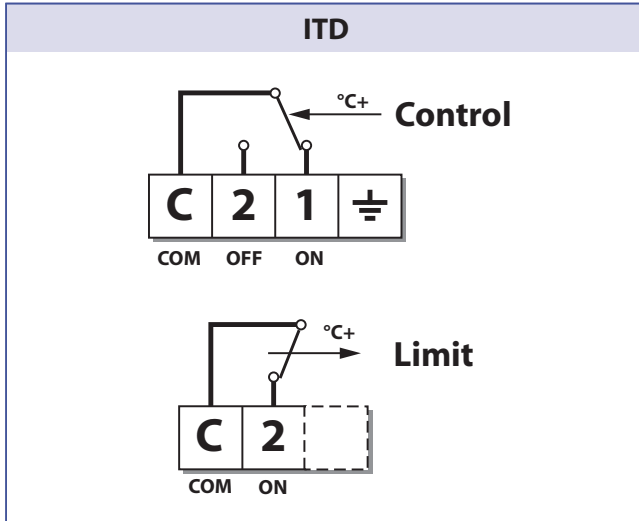 ITD
°C+
Control
C 2 1
COM OFF ON
°C+
Limit
C 2
COM ON